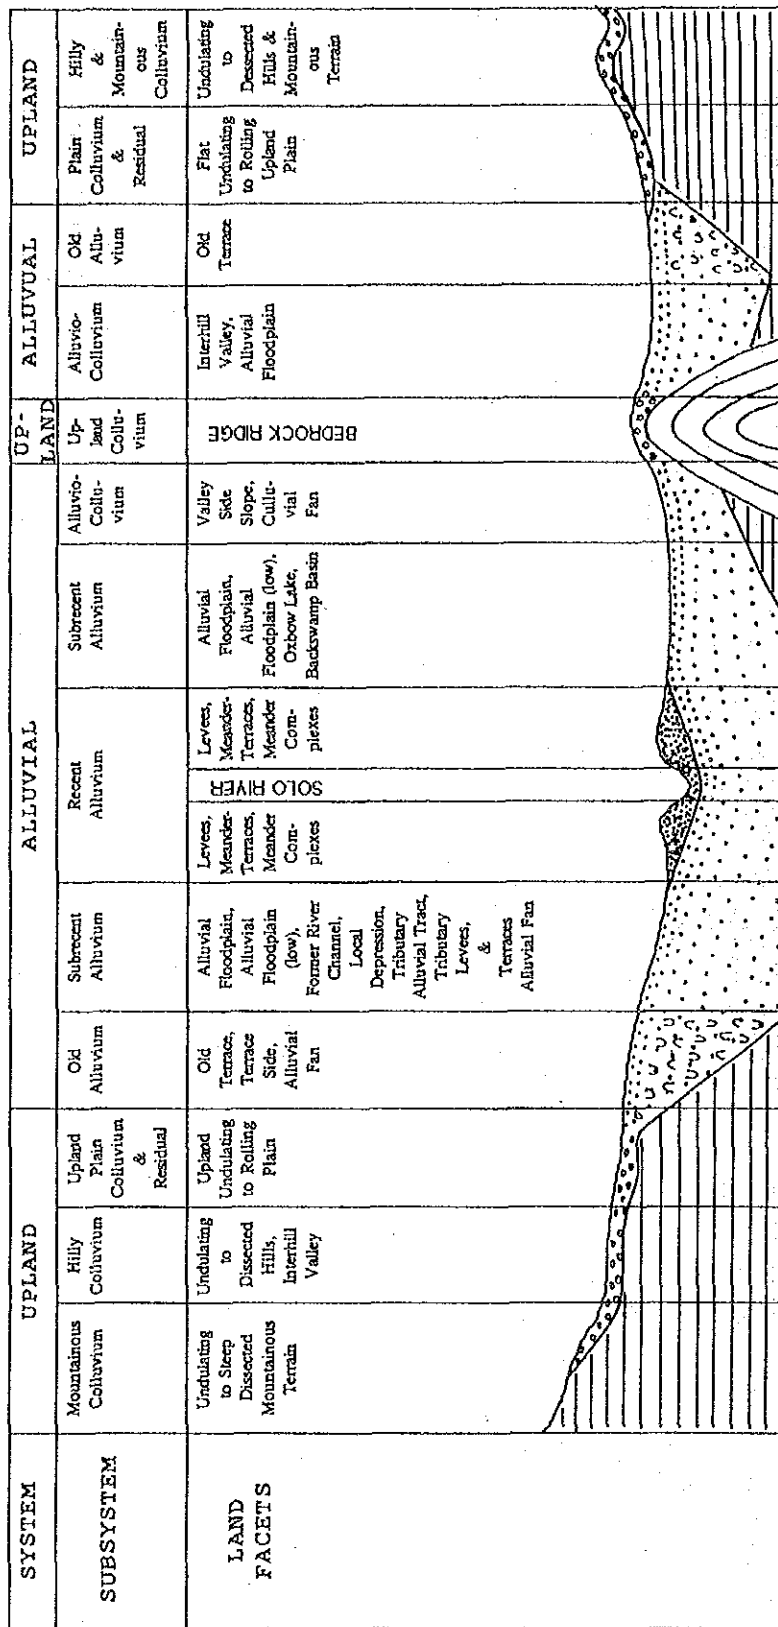 SYSTEM
UPLAND
ALLUVIAL
UP-
LAND
ALLUVUAL
UPLAND
SUBSYSTEM
Mountainous
Colluvium
Hilly
Colluvium
Upland
Plain
Colluvium
&
Residual
Old
Alluvium
Subrecent
Alluvium
Recent
Alluvium
Subrecent
Alluvium
Alluvio-
Collu-
vium
Up-
land
Collu-
vium
Alluvio-
Colluvium
Old
Allu-
vium
Plain
Colluvium
&
Residual
Hilly
&
Mountain-
ous
Colluvium
LAND
FACETS
Undulating
to Steep
Dissected
Mountainous
Terrain
Undulating
to
Dissected
Hills,
Interhill
Valley
Upland
Undulating
to Rolling
Plain
Old
Terrace,
Terrace
Side,
Alluvial
Fan
Alluvial
Floodplain,
Alluvial
Floodplain
(low),
Former River
Channel,
Local
Depression,
Tributary
Alluvial Tract,
Tributary
Levees,
&
Terraces
Alluvial Fan
Levees,
Meander-
Terraces,
Meander
Com-
plexes
SOLO RIVER
Levees,
Meander-
Terraces,
Meander
Com-
plexes
Alluvial
Floodplain,
Alluvial
Floodplain (low),
Oxbow Lake,
Backswamp Basin
Valley
Side
Slope,
Cullu-
vial
Fan
BEDROCK RIDGE
Interhill
Valley,
Alluvial
Floodplain
Old
Terrace
Flat
Undulating
to Rolling
Upland
Plain
Undulating
to
Dessected
Hills &
Mountain-
ous
Terrain